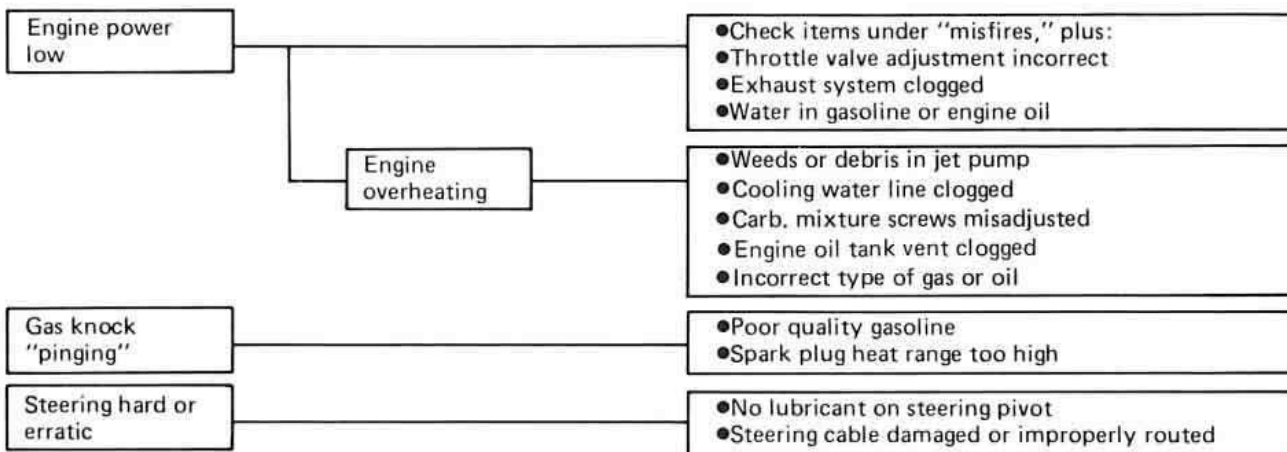 Engine power
low
●Check items under "misfires," plus:
●Throttle valve adjustment incorrect
●Exhaust system clogged
●Water in gasoline or engine oil
Engine
overheating
●Weeds or debris in jet pump
●Cooling water line clogged
●Carb. mixture screws misadjusted
●Engine oil tank vent clogged
●Incorrect type of gas or oil
Gas knock
"pinging"
●Poor quality gasoline
●Spark plug heat range too high
Steering hard or
erratic
●No lubricant on steering pivot
●Steering cable damaged or improperly routed